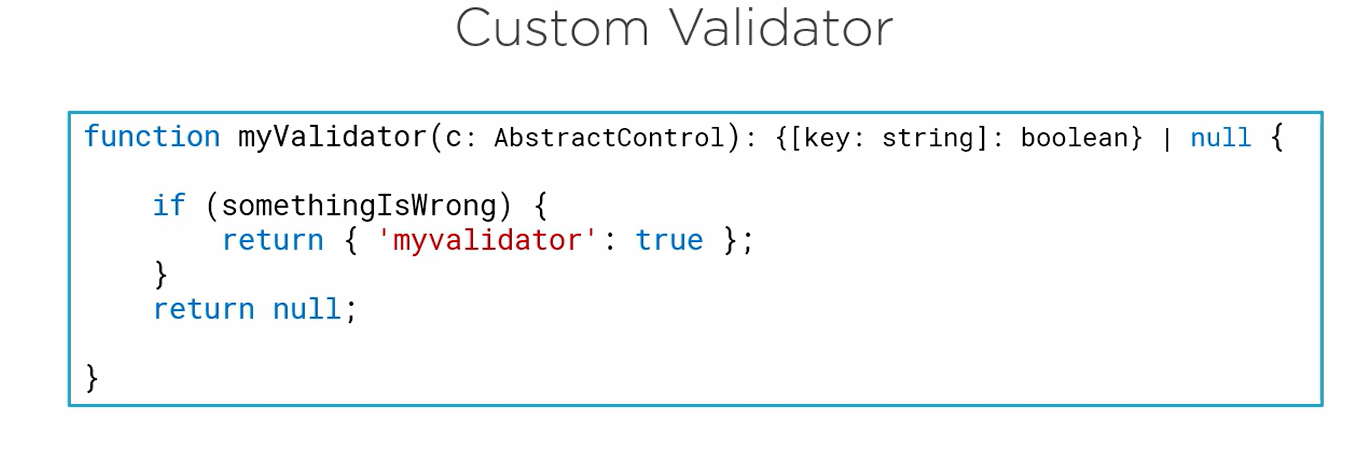 Custom Validator
function myValidator(c: AbstractControl): {[key: string]: boolean} | null {
if (somethingIsWrong) {
return { 'myvalidator': true };
}
return null;
}